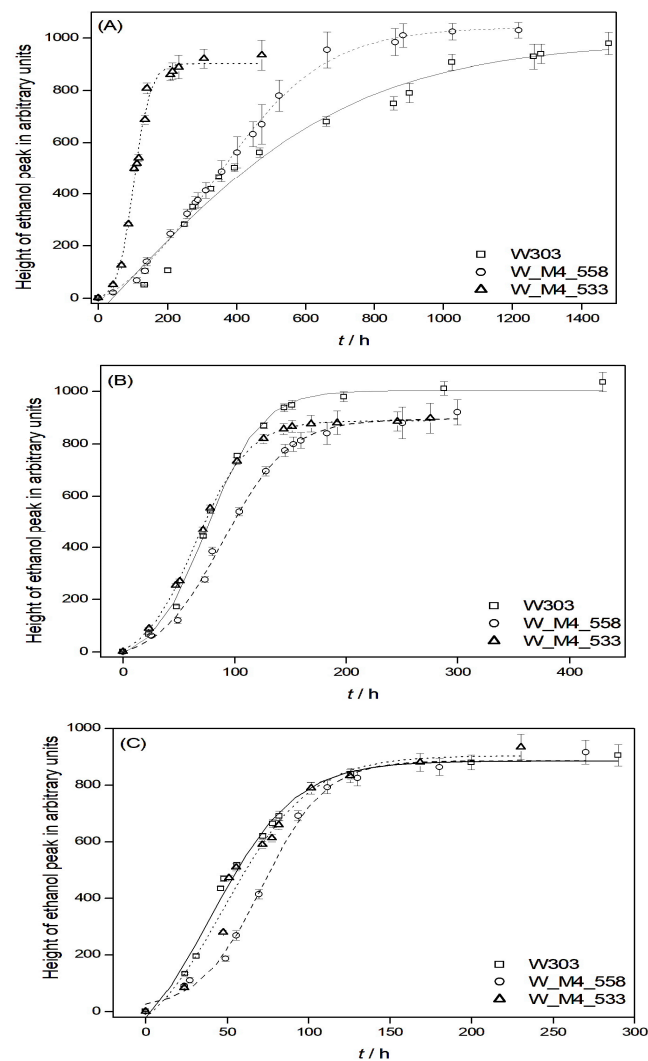 (A)
Height of ethanol peak in arbitrary units
1000
800
600
400
200
0
W303
W_M4_558
W_M4_533
0 200 400 600 800 1000 1200 1400
t / h
(B)
Height of ethanol peak in arbitrary units
1000
800
600
400
200
0
W303
W_M4_558
W_M4_533
0 100 200 300 400
t / h
(C)
Height of ethanol peak in arbitrary units
1000
800
600
400
200
0
W303
W_M4_558
W_M4_533
0 50 100 150 200 250 300
t / h